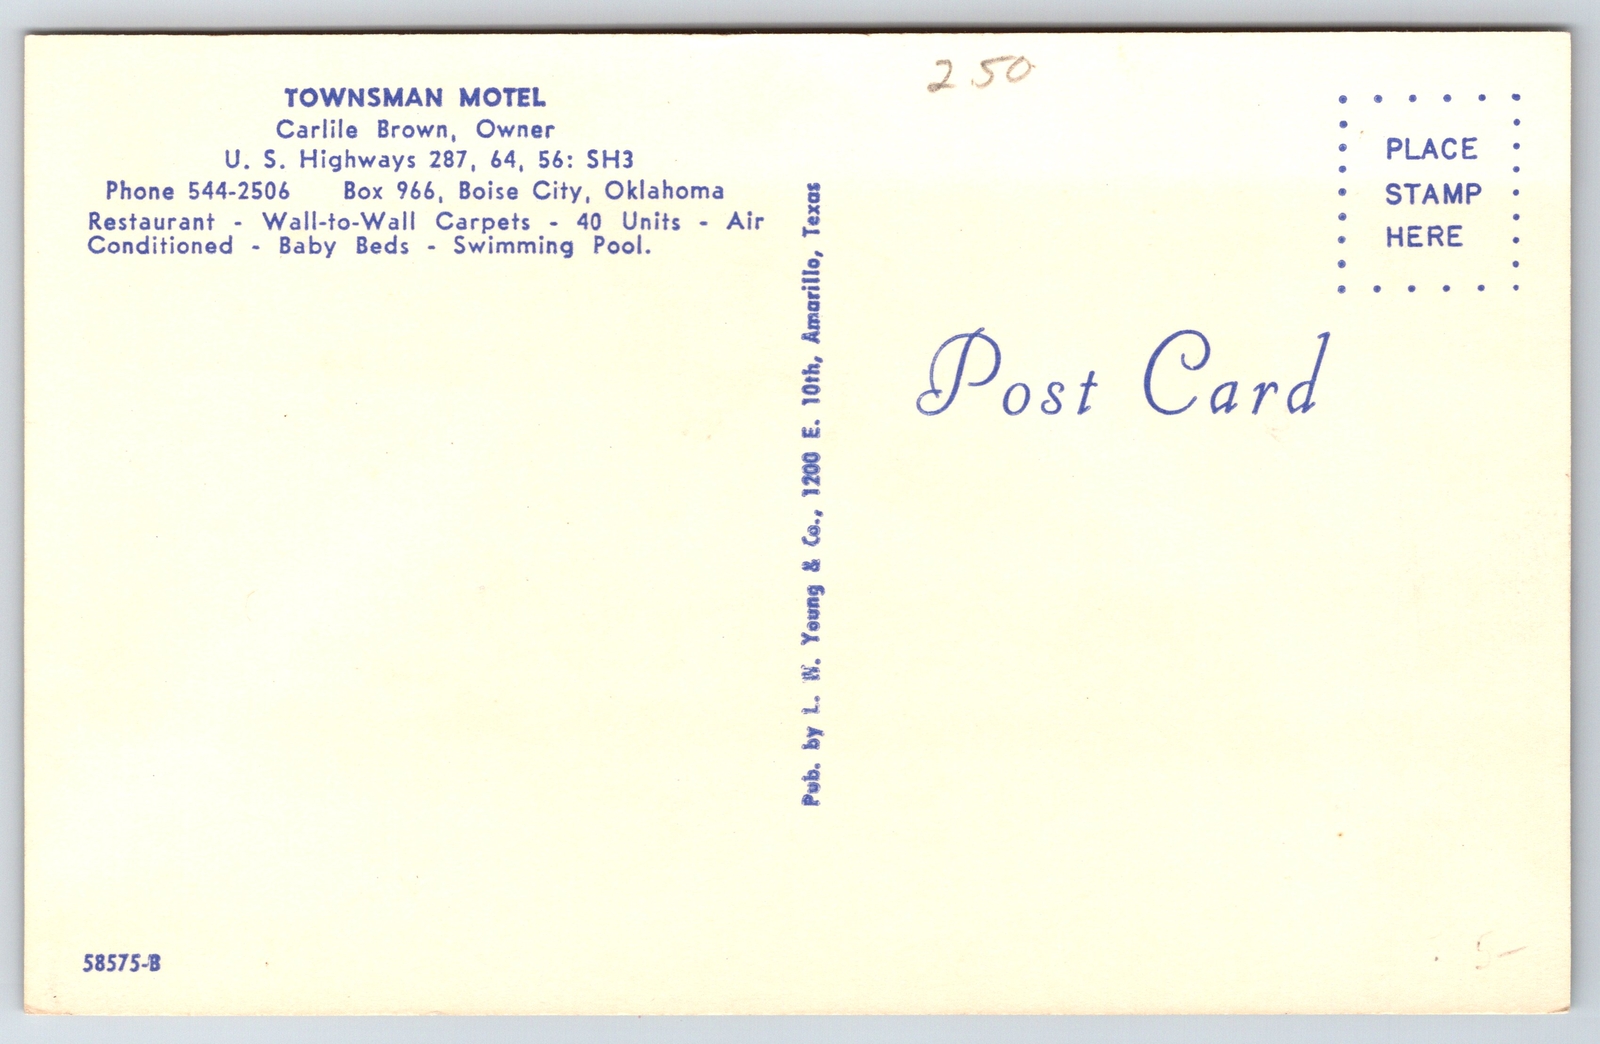 TOWNSMAN MOTEL
Carlile Brown, Owner
U. S. Highways 287, 64, 56: SH3
Phone 544-2506 Box 966, Boise City, Oklahoma
Restaurant - Wall-to-Wall Carpets - 40 Units - Air
Conditioned - Baby Beds - Swimming Pool.
58575-B
Pub. by L. W. Young & Co., 1200 E. 10th, Amarillo, Texas
2 50
PLACE
STAMP
HERE
Post Card